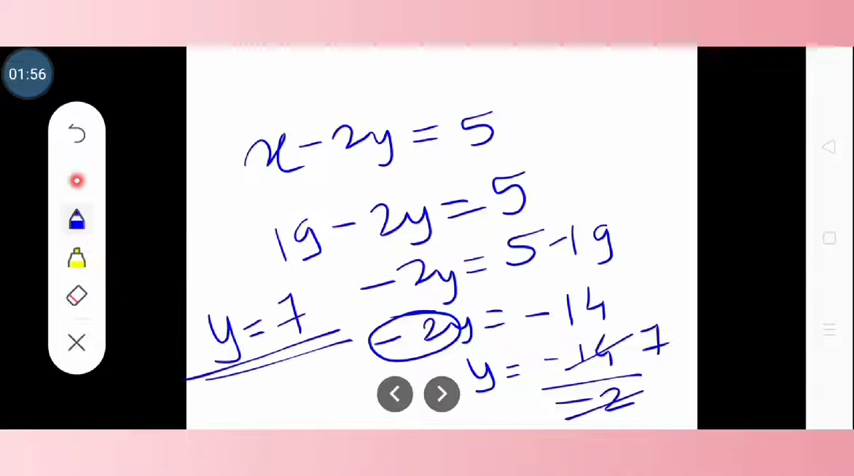 01:56
x - 2y = 5
19 - 2y = 5
-2y = 5 - 19
-2y = -14
y = -14 7
-2
y = 7